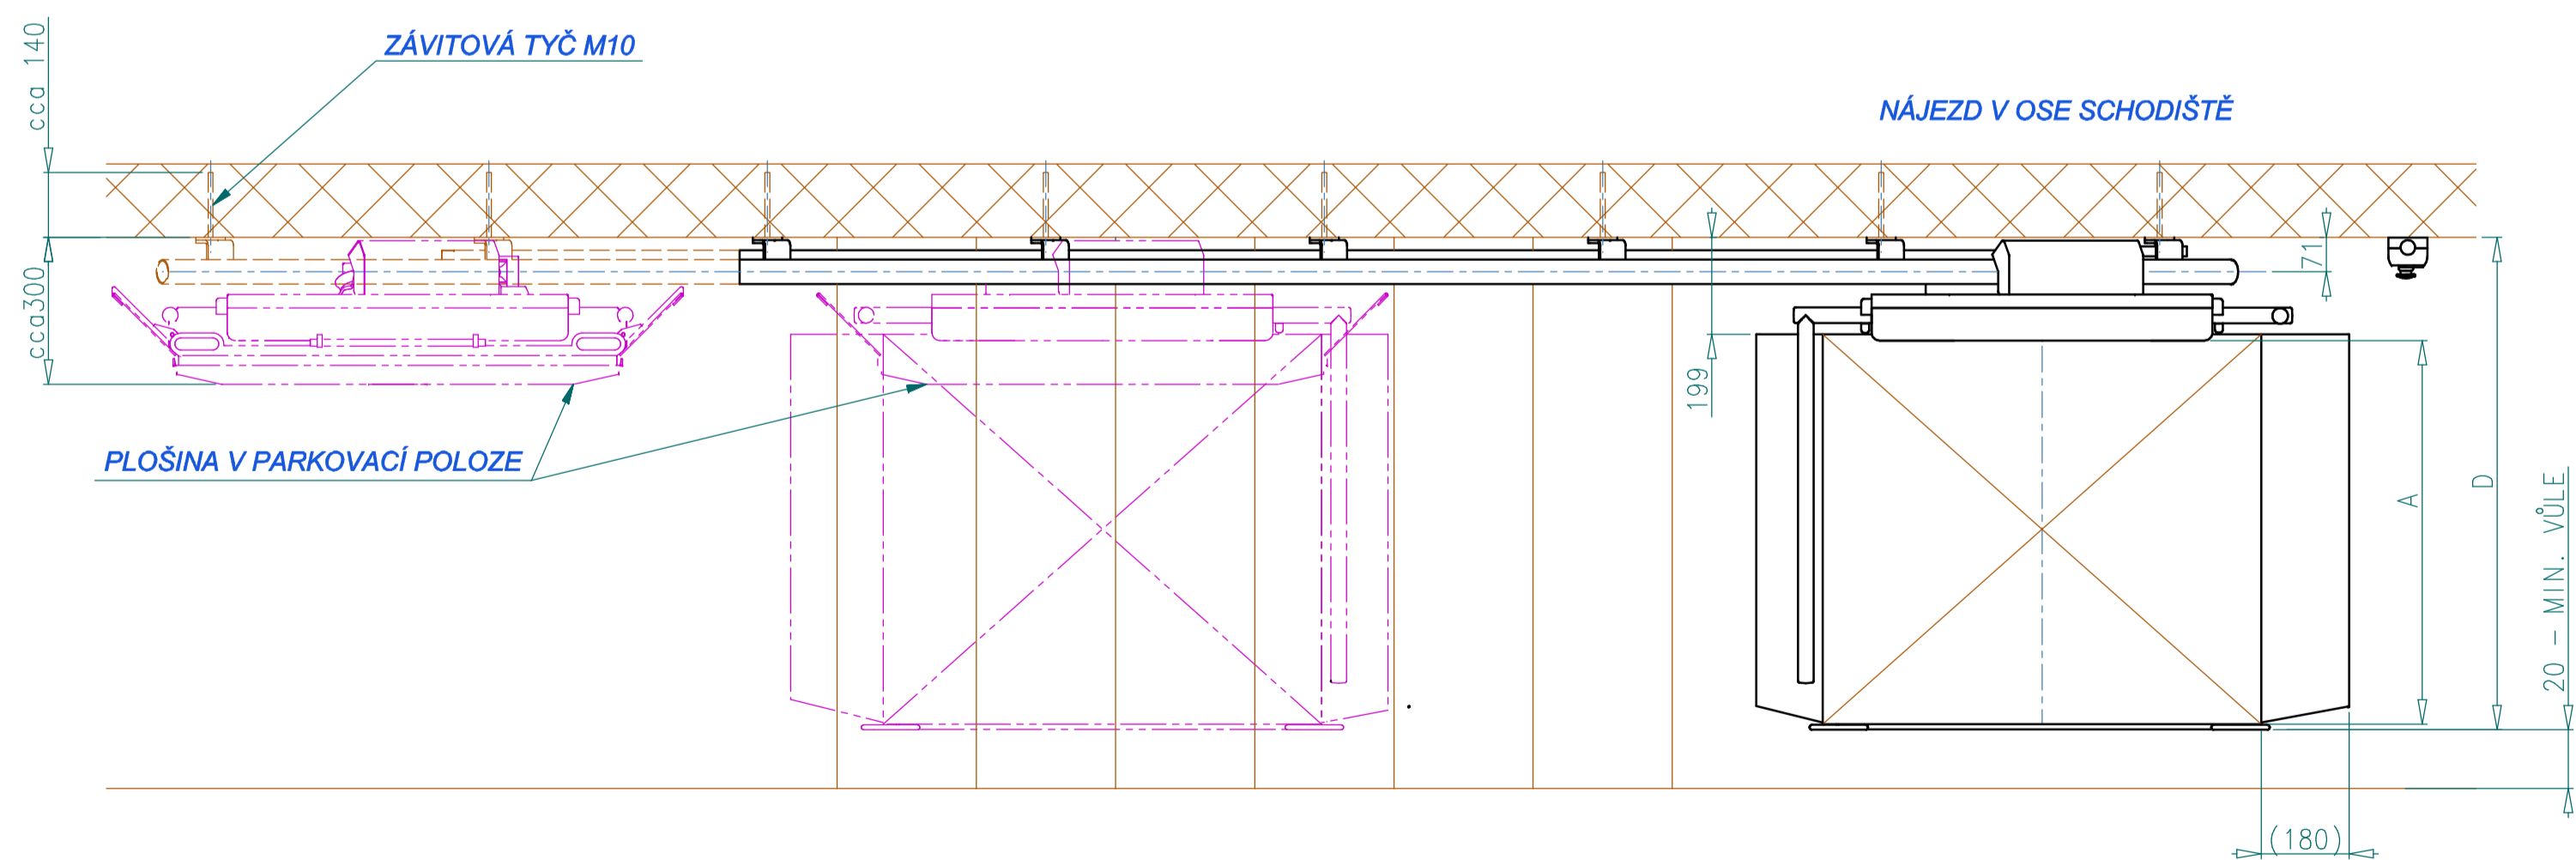 cca 140
ZÁVITOVÁ TYČ M10
NÁJEZD V OSE SCHODIŠTĚ
cca300
71
199
PLOŠINA V PARKOVACÍ POLOZE
A
D
20 – MIN. VŮLE
(180)